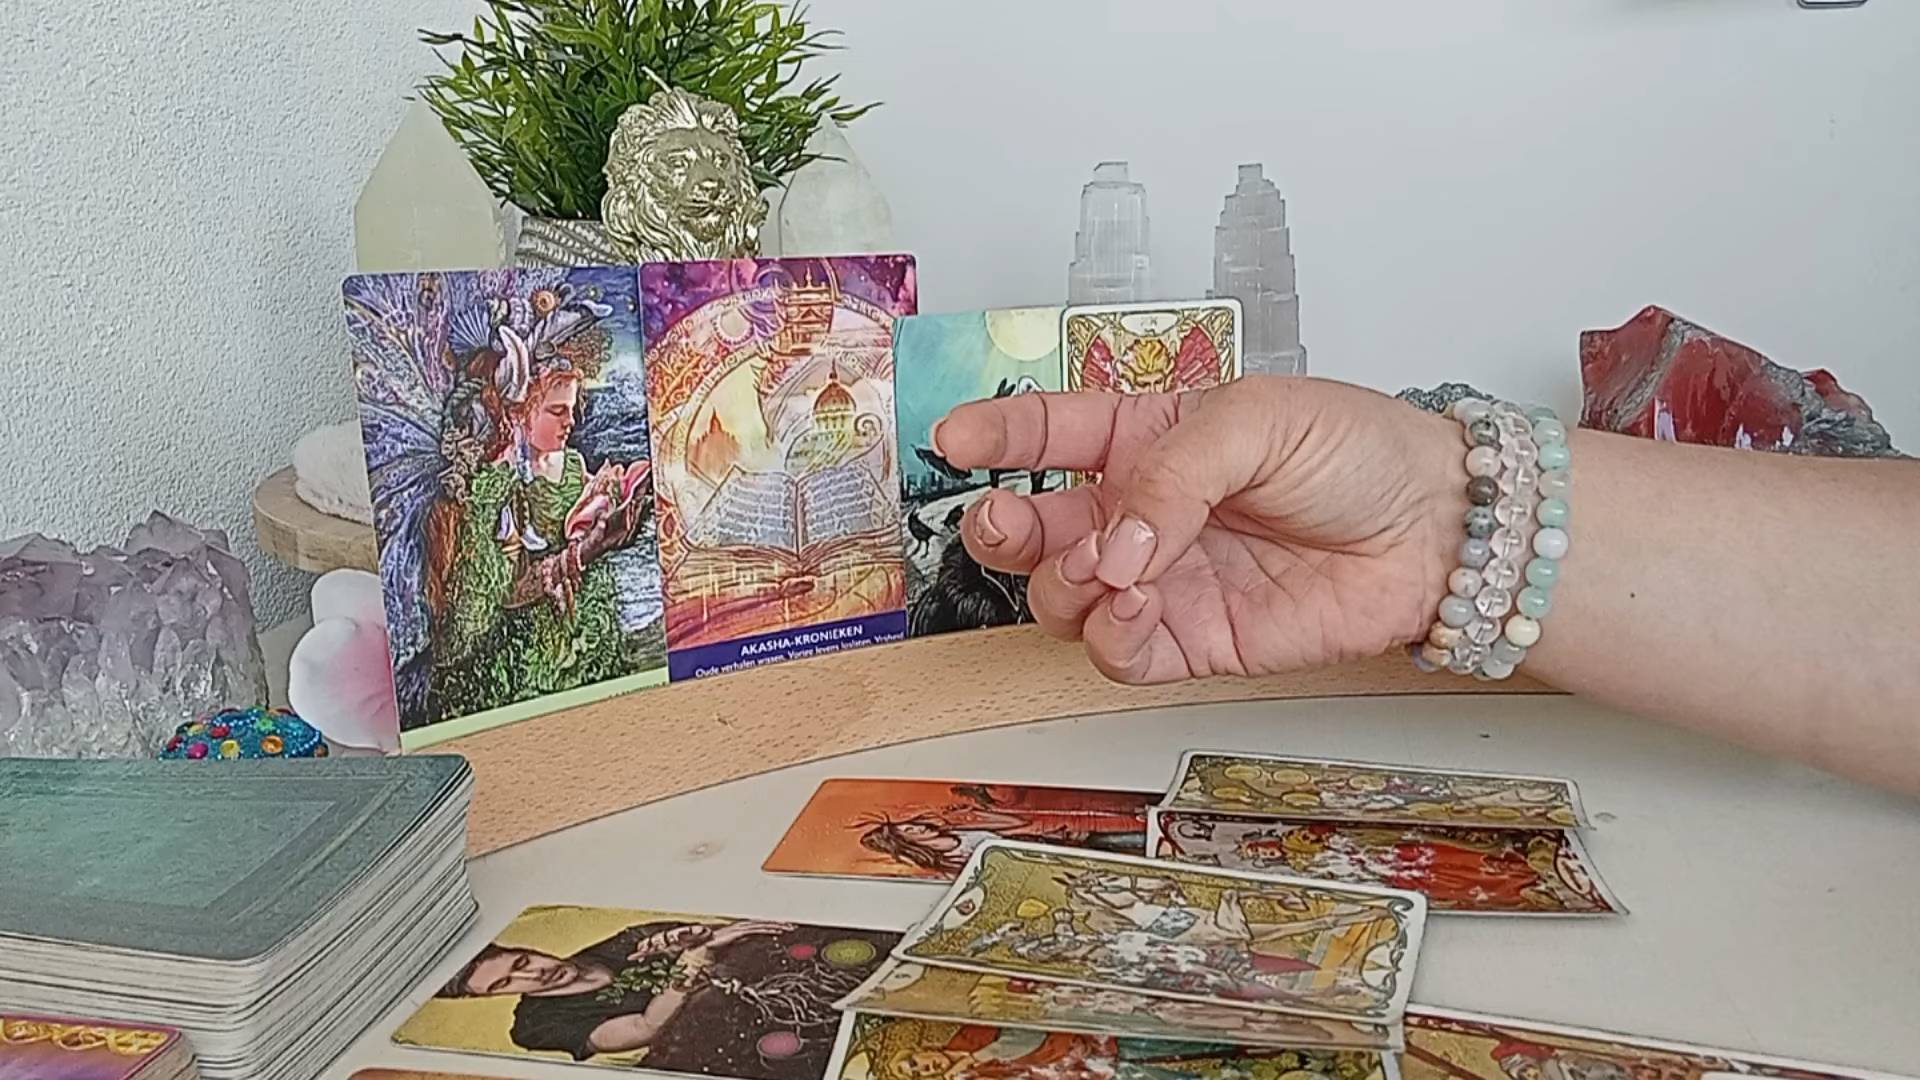 AKASHA-KRONIEKEN
Oude verhalen wissen. Vorige levens loslaten. Vrijheid